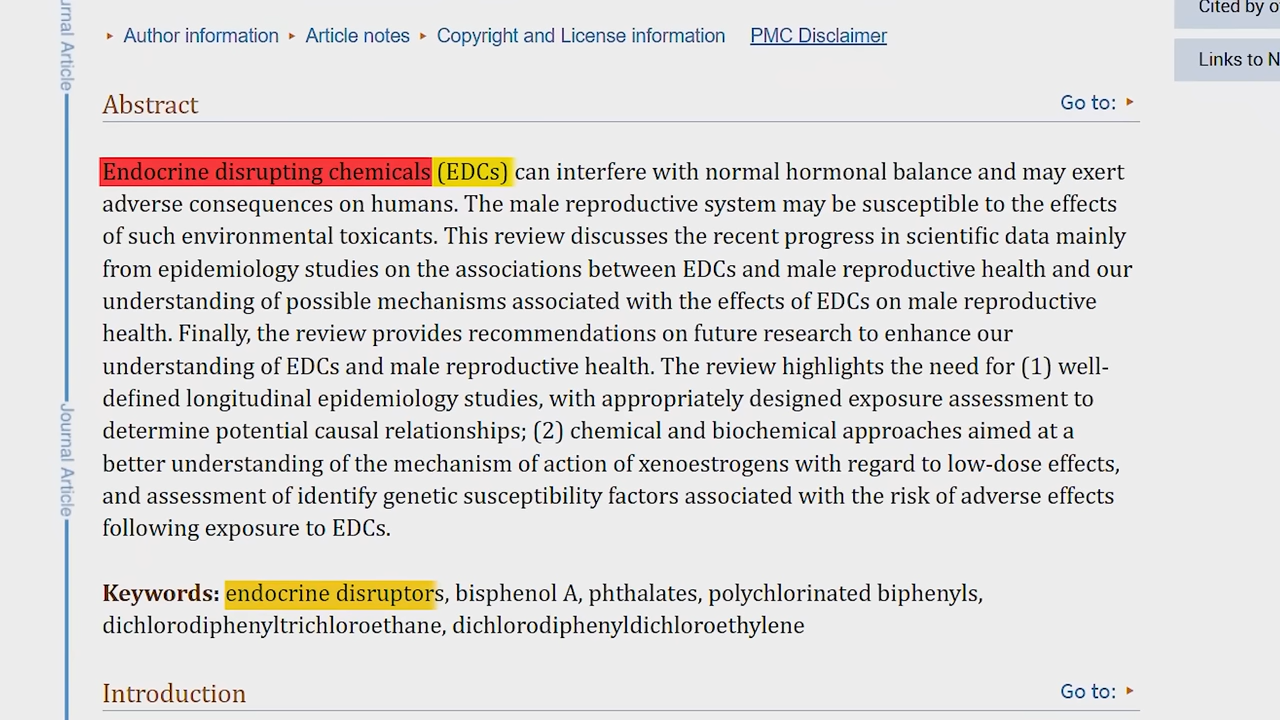 Author information Article notes Copyright and License information PMC Disclaimer
Cited by o
Links to N
Journal Article
Abstract Go to:
Endocrine disrupting chemicals (EDCs) can interfere with normal hormonal balance and may exert
adverse consequences on humans. The male reproductive system may be susceptible to the effects
of such environmental toxicants. This review discusses the recent progress in scientific data mainly
from epidemiology studies on the associations between EDCs and male reproductive health and our
understanding of possible mechanisms associated with the effects of EDCs on male reproductive
health. Finally, the review provides recommendations on future research to enhance our
understanding of EDCs and male reproductive health. The review highlights the need for (1) well-
defined longitudinal epidemiology studies, with appropriately designed exposure assessment to
determine potential causal relationships; (2) chemical and biochemical approaches aimed at a
better understanding of the mechanism of action of xenoestrogens with regard to low-dose effects,
and assessment of identify genetic susceptibility factors associated with the risk of adverse effects
following exposure to EDCs.
Journal Article
Keywords: endocrine disruptors, bisphenol A, phthalates, polychlorinated biphenyls,
dichlorodiphenyltrichloroethane, dichlorodiphenyldichloroethylene
Introduction Go to: